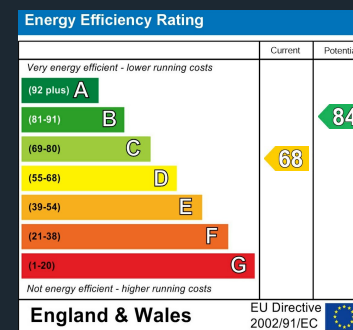 Energy Efficiency Rating
Current
Very energy efficient - lower running costs
(92 plus) A
(81-91) B
84
(69-80) C
68
(55-68) D
(39-54) E
(21-38) F
(1-20) G
Not energy efficient - higher running costs
England & Wales
EU Directive
2002/91/EC